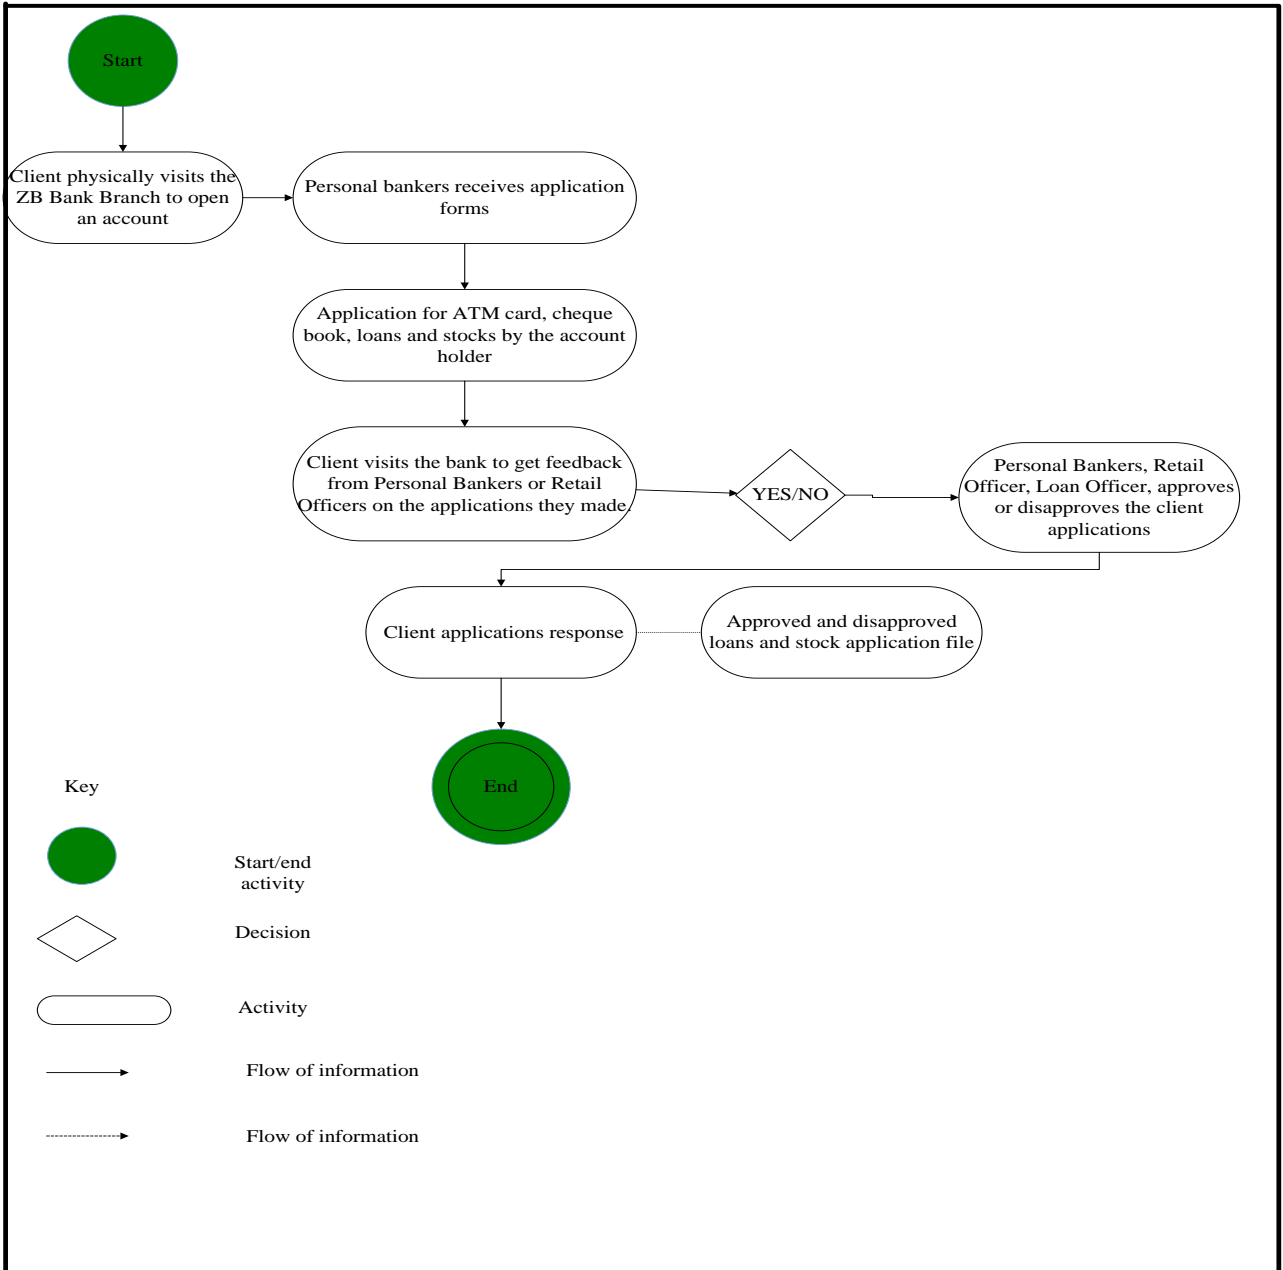 Start
Client physically visits the
ZB Bank Branch to open
an account
Personal bankers receives application
forms
Application for ATM card, cheque
book, loans and stocks by the account
holder
Client visits the bank to get feedback
from Personal Bankers or Retail
Officers on the applications they made.
YES/NO
Personal Bankers, Retail
Officer, Loan Officer, approves
or disapproves the client
applications
Client applications response
Approved and disapproved
loans and stock application file
End
Key
Start/end
activity
Decision
Activity
Flow of information
Flow of information